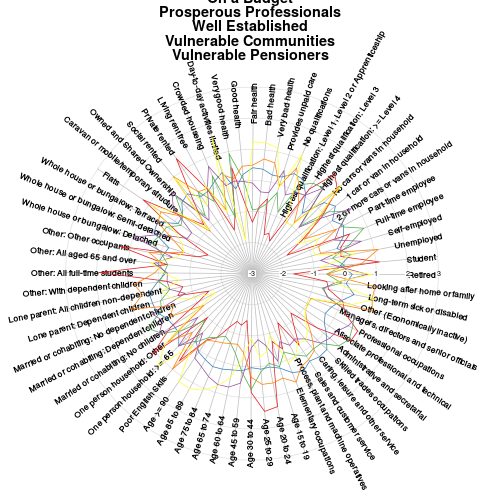 On a Budget
Prosperous Professionals
Well Established
Vulnerable Communities
Vulnerable Pensioners
Fair health
Bad health
Very bad health
Provides unpaid care
No qualifications
Highest qualification: Level 1, Level 2 or Apprenticeship
Highest qualification: Level 3
Highest qualification: >= Level 4
No cars or vans in household
1 car or van in household
2 or more cars or vans in household
Part-time employee
Full-time employee
Self-employed
Unemployed
Student
Retired
Looking after home or family
Long-term sick or disabled
Other (Economically inactive)
Managers, directors and senior officials
Professional occupations
Associate professional and technical
Administrative and secretarial
Skilled trades occupations
Caring, leisure and other service
Sales and customer service
Process, plant and machine operatives
Elementary occupations
Age 15 to 19
Age 20 to 24
Age 25 to 29
Age 30 to 44
Age 45 to 59
Age 60 to 64
Age 65 to 74
Age 75 to 84
Age 85 to 89
Age >= 90
Poor English skills
One person household: >= 65
One person household: Other
Married or cohabiting: No children
Married or cohabiting: Dependent children
Married or cohabiting: No dependent children
Lone parent: Dependent children
Lone parent: All children non-dependent
Other: With dependent children
Other: All full-time students
Other: All aged 65 and over
Other: Other occupants
Whole house or bungalow: Detached
Whole house or bungalow: Semi-detached
Whole house or bungalow: Terraced
Flats
Caravan or mobile/temporary structure
Owned and Shared Ownership
Social rented
Private rented
Living rent free
Crowded housing
Day-to-day activities limited
Very good health
Good health
-3
-2
-1
0
1
2
3